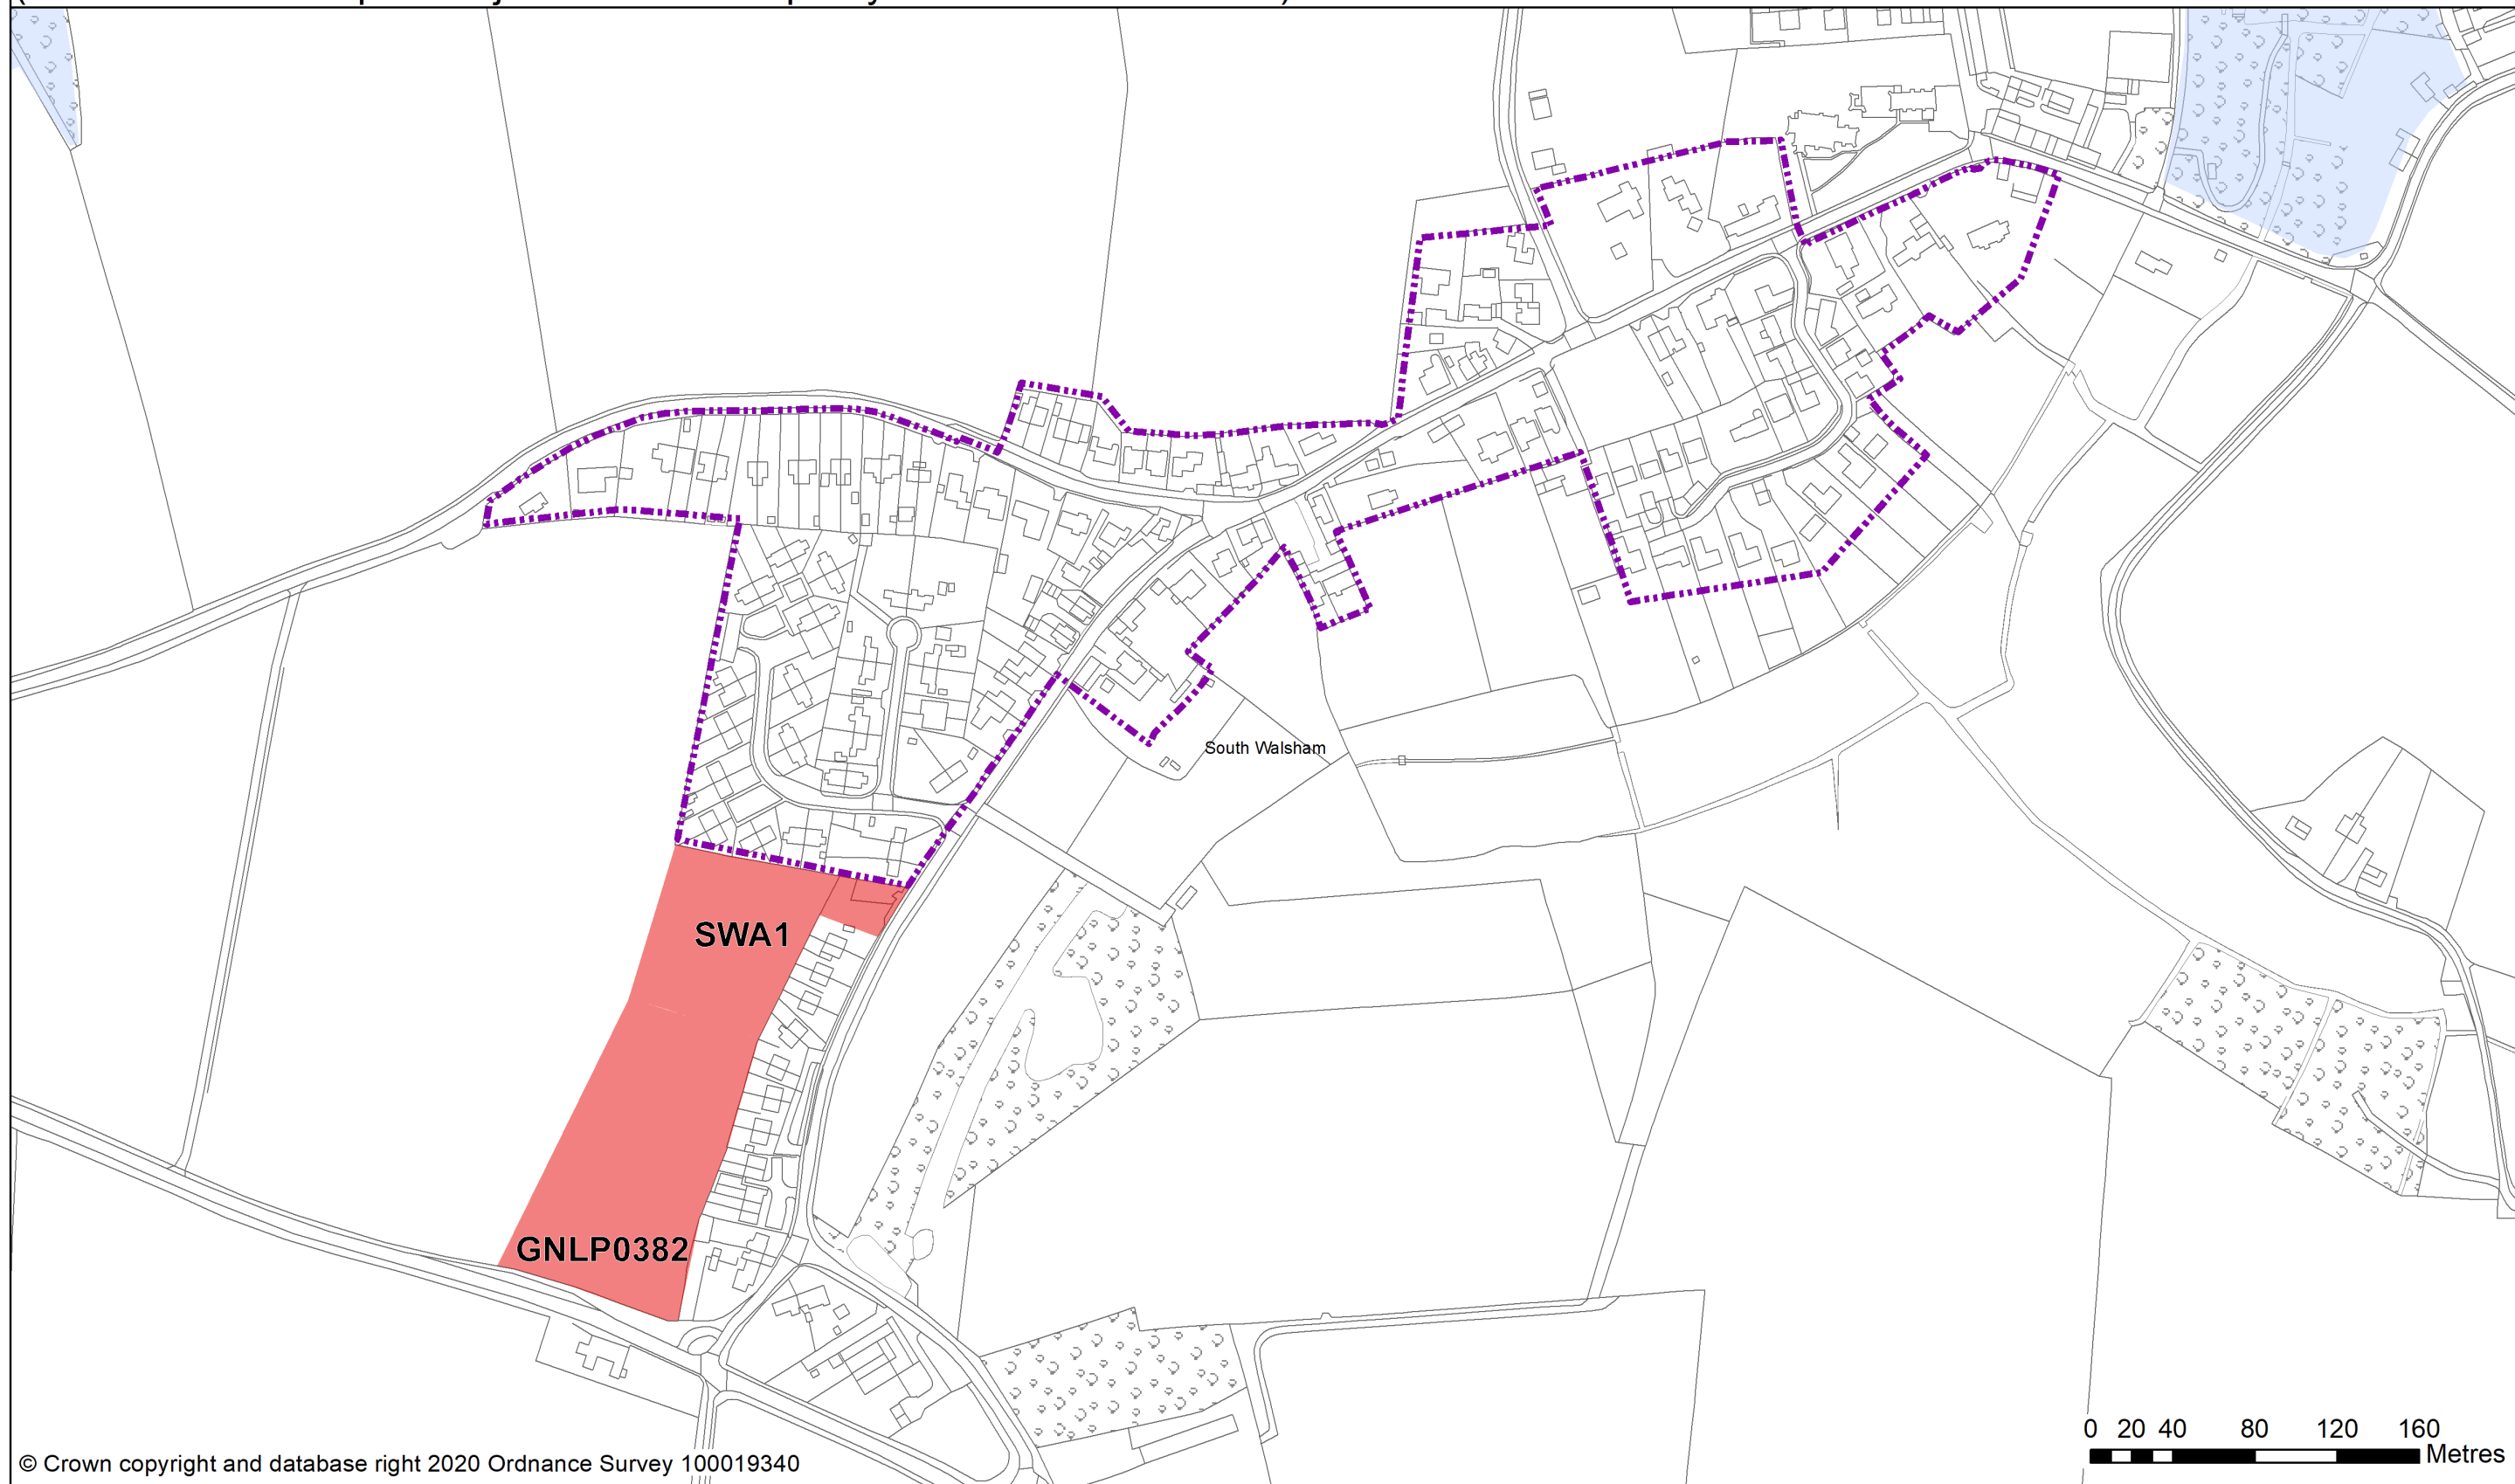 South Walsham
SWA1
GNLP0382
0 20 40 80 120 160
Metres
© Crown copyright and database right 2020 Ordnance Survey 100019340